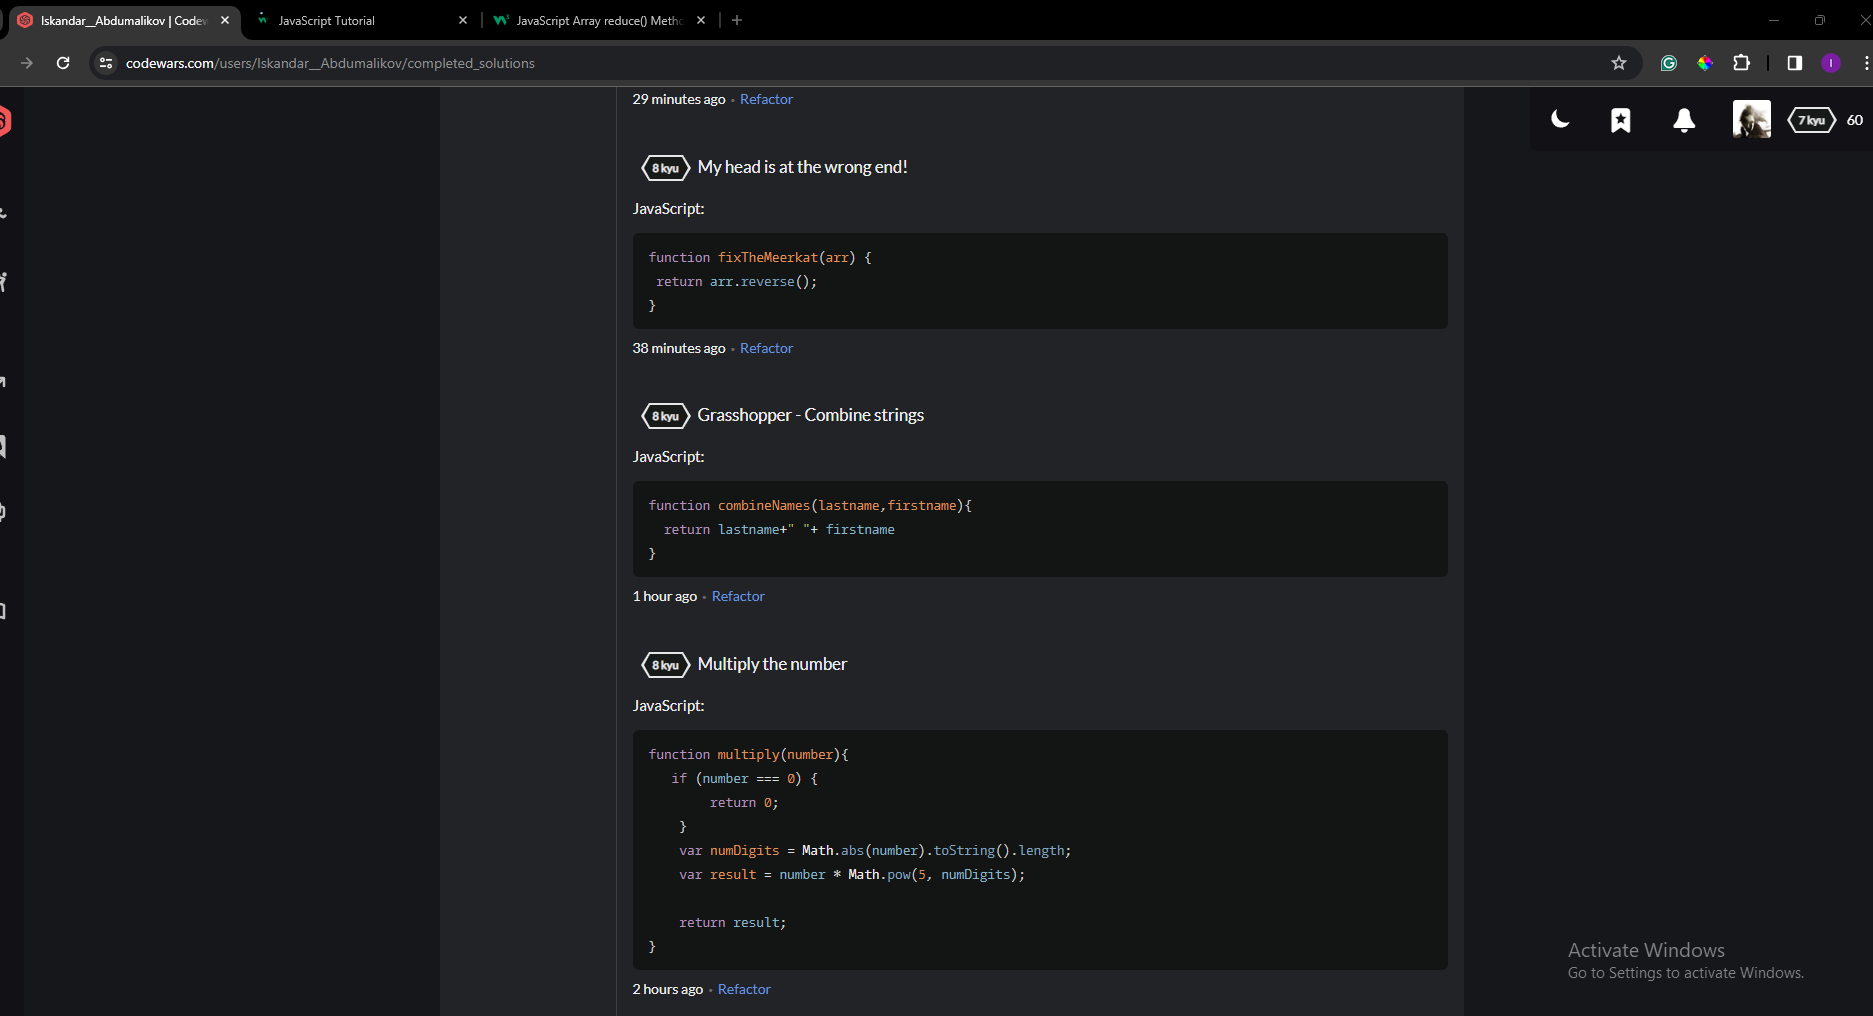 Iskandar__Abdumalikov | Codew
JavaScript Tutorial
JavaScript Array reduce() Metho
codewars.com/users/Iskandar__Abdumalikov/completed_solutions
29 minutes ago • Refactor
7 kyu 60
8 kyu My head is at the wrong end!
JavaScript:
function fixTheMeerkat(arr) {
return arr.reverse();
}
38 minutes ago • Refactor
8 kyu Grasshopper - Combine strings
JavaScript:
function combineNames(lastname,firstname){
return lastname+" "+ firstname
}
1 hour ago • Refactor
8 kyu Multiply the number
JavaScript:
function multiply(number){
if (number === 0) {
return 0;
}
var numDigits = Math.abs(number).toString().length;
var result = number * Math.pow(5, numDigits);
return result;
}
2 hours ago • Refactor
Activate Windows
Go to Settings to activate Windows.